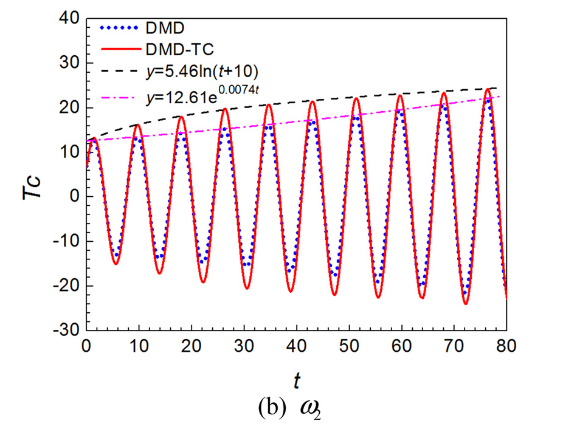 40
30
20
10
0
-10
-20
-30
Tc
DMD
DMD-TC
y=5.46ln(t+10)
y=12.61e^0.0074t
0 10 20 30 40 50 60 70 80
t
(b) ω₂